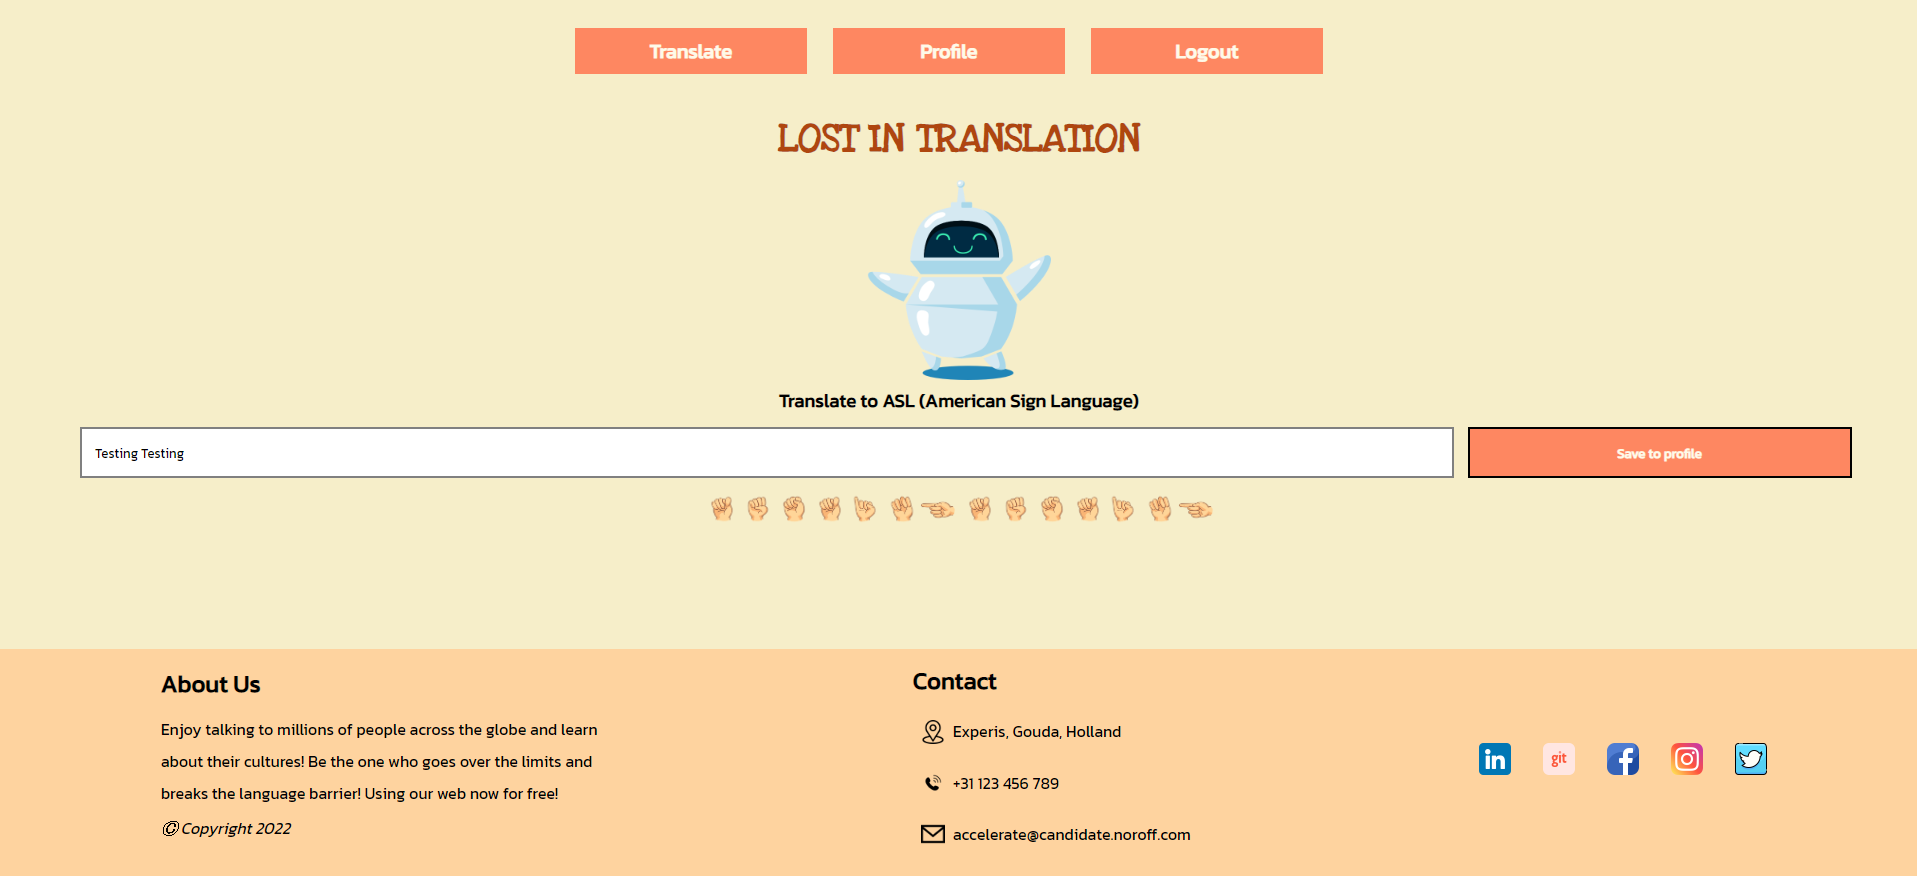 Translate
Profile
Logout
LOST IN TRANSLATION
Translate to ASL (American Sign Language)
Testing Testing
Save to profile
About Us
Enjoy talking to millions of people across the globe and learn
about their cultures! Be the one who goes over the limits and
breaks the language barrier! Using our web now for free!
© Copyright 2022
Contact
Experis, Gouda, Holland
+31 123 456 789
accelerate@candidate.noroff.com
in
git
f